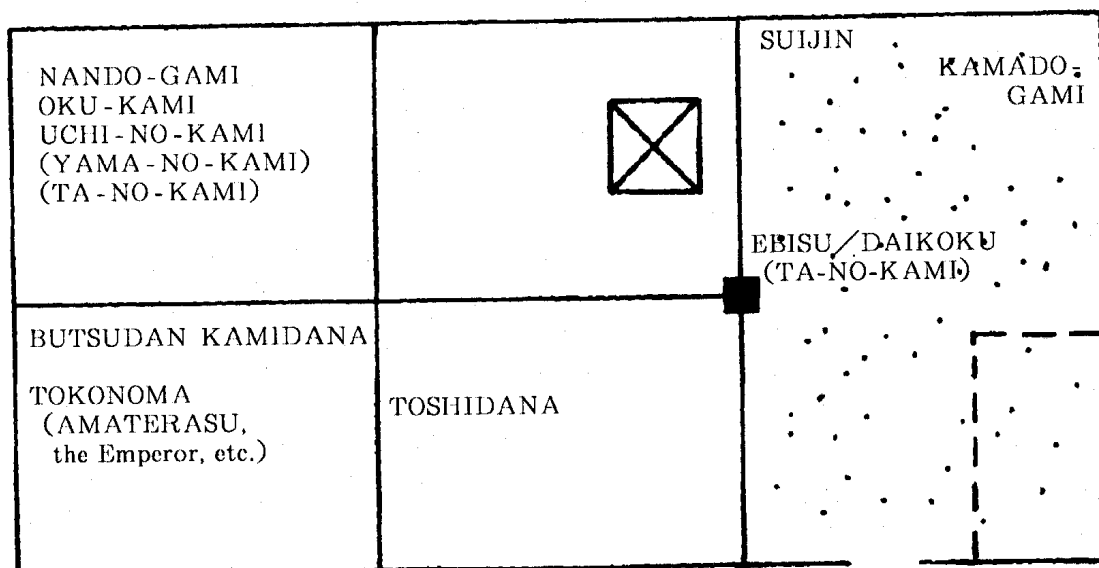 NANDO-GAMI
OKU-KAMI
UCHI-NO-KAMI
(YAMA-NO-KAMI)
(TA-NO-KAMI)
SUIJIN
KAMADO-
GAMI
EBISU/DAIKOKU
(TA-NO-KAMI)
BUTSUDAN KAMIDANA
TOKONOMA
(AMATERASU,
the Emperor, etc.)
TOSHIDANA